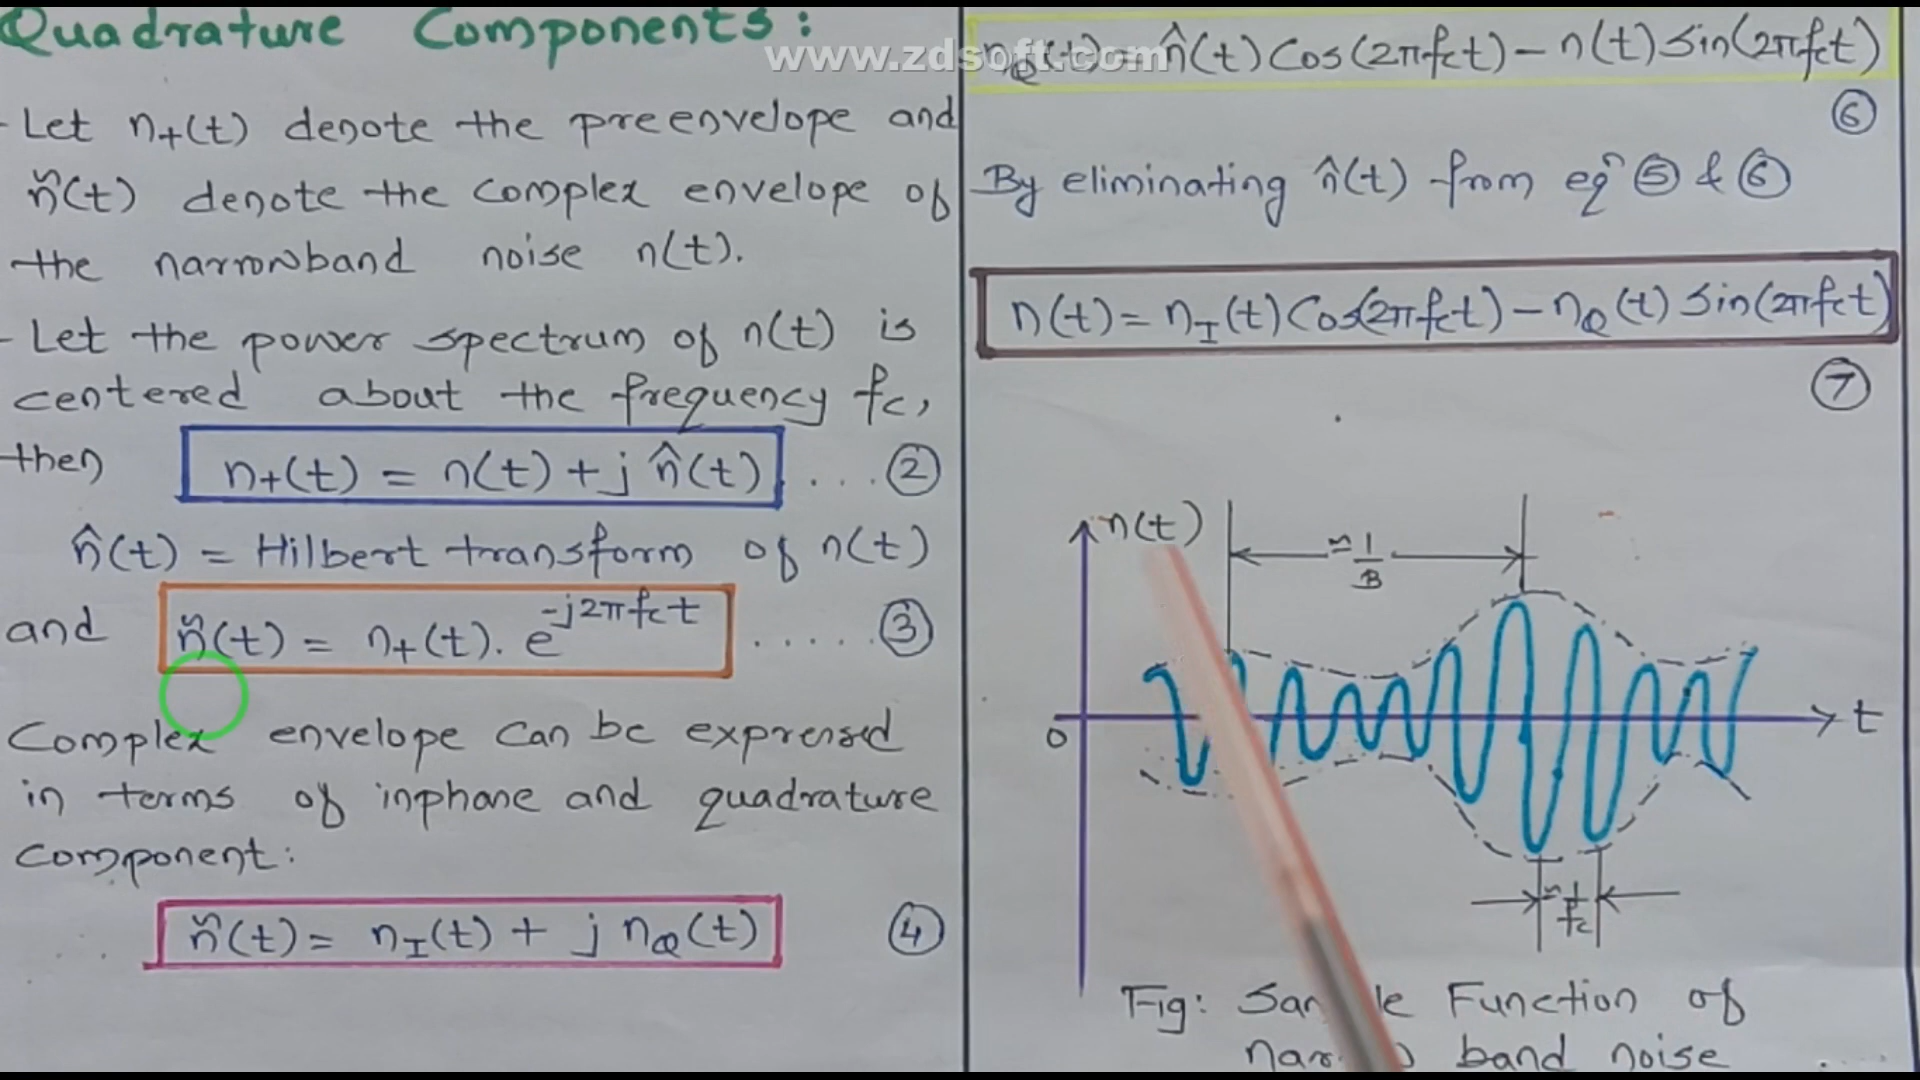 Quadrature Components:
- Let n+(t) denote the preenvelope and
ñ(t) denote the complex envelope of
the narrowband noise n(t).
- Let the power spectrum of n(t) is
centered about the frequency fc,
then n+(t) = n(t) + j n̂(t) .... ②
n̂(t) = Hilbert transform of n(t)
and ñ(t) = n+(t). e^-j2πfct ..... ③
Complex envelope can be expressed
in terms of inphase and quadrature
component:
ñ(t) = nI(t) + j nQ(t) ④
www.zdsoft.com
nQ(t) = n̂(t) Cos(2πfct) - n(t) Sin(2πfct)
⑥
By eliminating n̂(t) from eqn ⑤ & ⑥
n(t) = nI(t) Cos(2πfct) - nQ(t) Sin(2πfct)
⑦
n(t)
≈ 1/B
0
t
≈ 1/fc
Fig: Function of
band noise